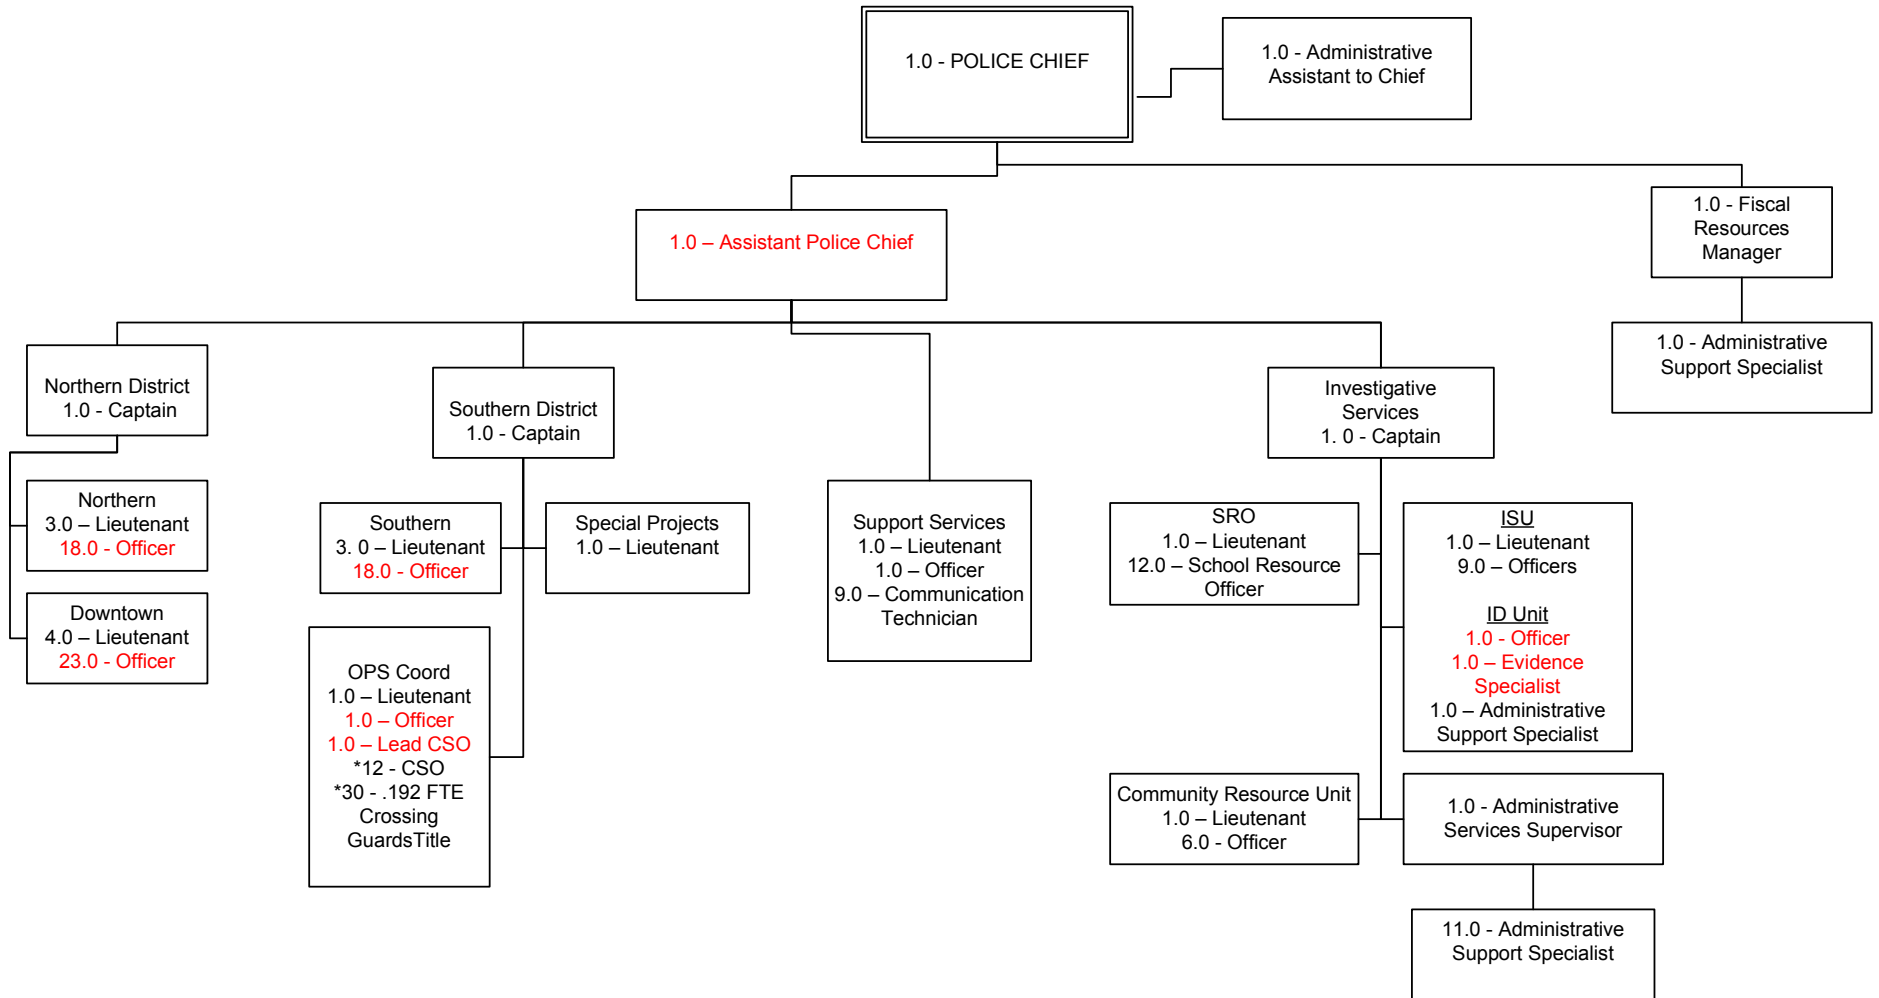 1.0 - POLICE CHIEF
1.0 - Administrative
Assistant to Chief
1.0 – Assistant Police Chief
1.0 - Fiscal
Resources
Manager
1.0 - Administrative
Support Specialist
Northern District
1.0 - Captain
Southern District
1.0 - Captain
Investigative
Services
1. 0 - Captain
Northern
3.0 – Lieutenant
18.0 - Officer
Downtown
4.0 – Lieutenant
23.0 - Officer
Southern
3. 0 – Lieutenant
18.0 - Officer
Special Projects
1.0 – Lieutenant
OPS Coord
1.0 – Lieutenant
1.0 – Officer
1.0 – Lead CSO
*12 - CSO
*30 - .192 FTE
Crossing
GuardsTitle
Support Services
1.0 – Lieutenant
1.0 – Officer
9.0 – Communication
Technician
SRO
1.0 – Lieutenant
12.0 – School Resource
Officer
ISU
1.0 – Lieutenant
9.0 – Officers
ID Unit
1.0 - Officer
1.0 – Evidence
Specialist
1.0 – Administrative
Support Specialist
Community Resource Unit
1.0 – Lieutenant
6.0 - Officer
1.0 - Administrative
Services Supervisor
11.0 - Administrative
Support Specialist